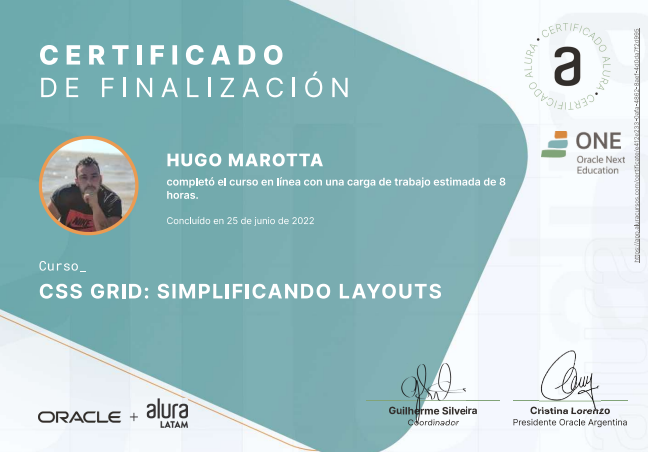 CERTIFICADO
DE FINALIZACIÓN
CERTIFICADO ALURA • CERTIFICADO ALURA •
a
ONE
Oracle Next
Education
HUGO MAROTTA
completó el curso en línea con una carga de trabajo estimada de 8
horas.
Concluido en 25 de junio de 2022
Curso_
CSS GRID: SIMPLIFICANDO LAYOUTS
ORACLE + alura
LATAM
Guilherme Silveira
Coordinador
Cristina Lorenzo
Presidente Oracle Argentina